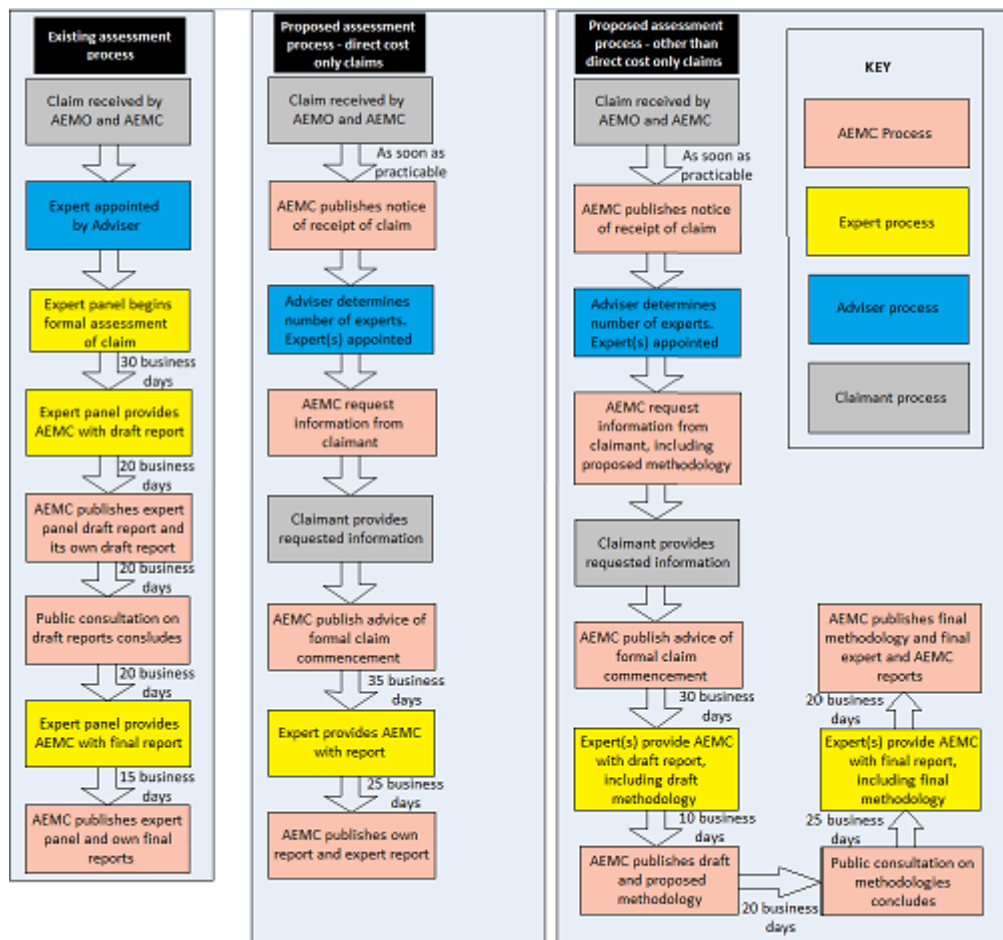 Existing assessment
process
Claim received by
AEMO and AEMC
Expert appointed
by Adviser
Expert panel begins
formal assessment
of claim
30 business
days
Expert panel provides
AEMC with draft report
20 business
days
AEMC publishes expert
panel draft report and
its own draft report
20 business
days
Public consultation on
draft reports consludes
20 business
days
Expert panel provides
AEMC with final report
15 business
days
AEMC publishes expert
panel and own final
reports
Proposed assessment
process - direct cost
only claims
Claim received by
AEMO and AEMC
As soon as
practicable
AEMC publishes notice
of receipt of claim
Adviser determines
number of experts.
Expert(s) appointed
AEMC request
information from
claimant
Claimant provides
requested information
AEMC publish advice of
formal claim
commencement
35 business
days
Expert provides AEMC
with report
25 business
days
AEMC publishes own
report and expert report
Proposed assessment
process - other than
direct cost only claims
Claim received by
AEMO and AEMC
As soon as
practicable
AEMC publishes notice
of receipt of claim
Adviser determines
number of experts.
Expert(s) appointed
AEMC request
information from
claimant, including
proposed methodology
Claimant provides
requested information
AEMC publish advice of
formal claim
commencement
30 business
days
Expert(s) provide AEMC
with draft report,
including draft
methodology
10 business
days
AEMC publishes draft
and proposed
methodology
20 business
days
Public consultation on
methodologies
concludes
25 business
days
Expert(s) provide AEMC
with final report,
including final
methodology
20 business
days
AEMC publishes final
methodology and final
expert and AEMC
reports
KEY
AEMC Process
Expert process
Adviser process
Claimant process